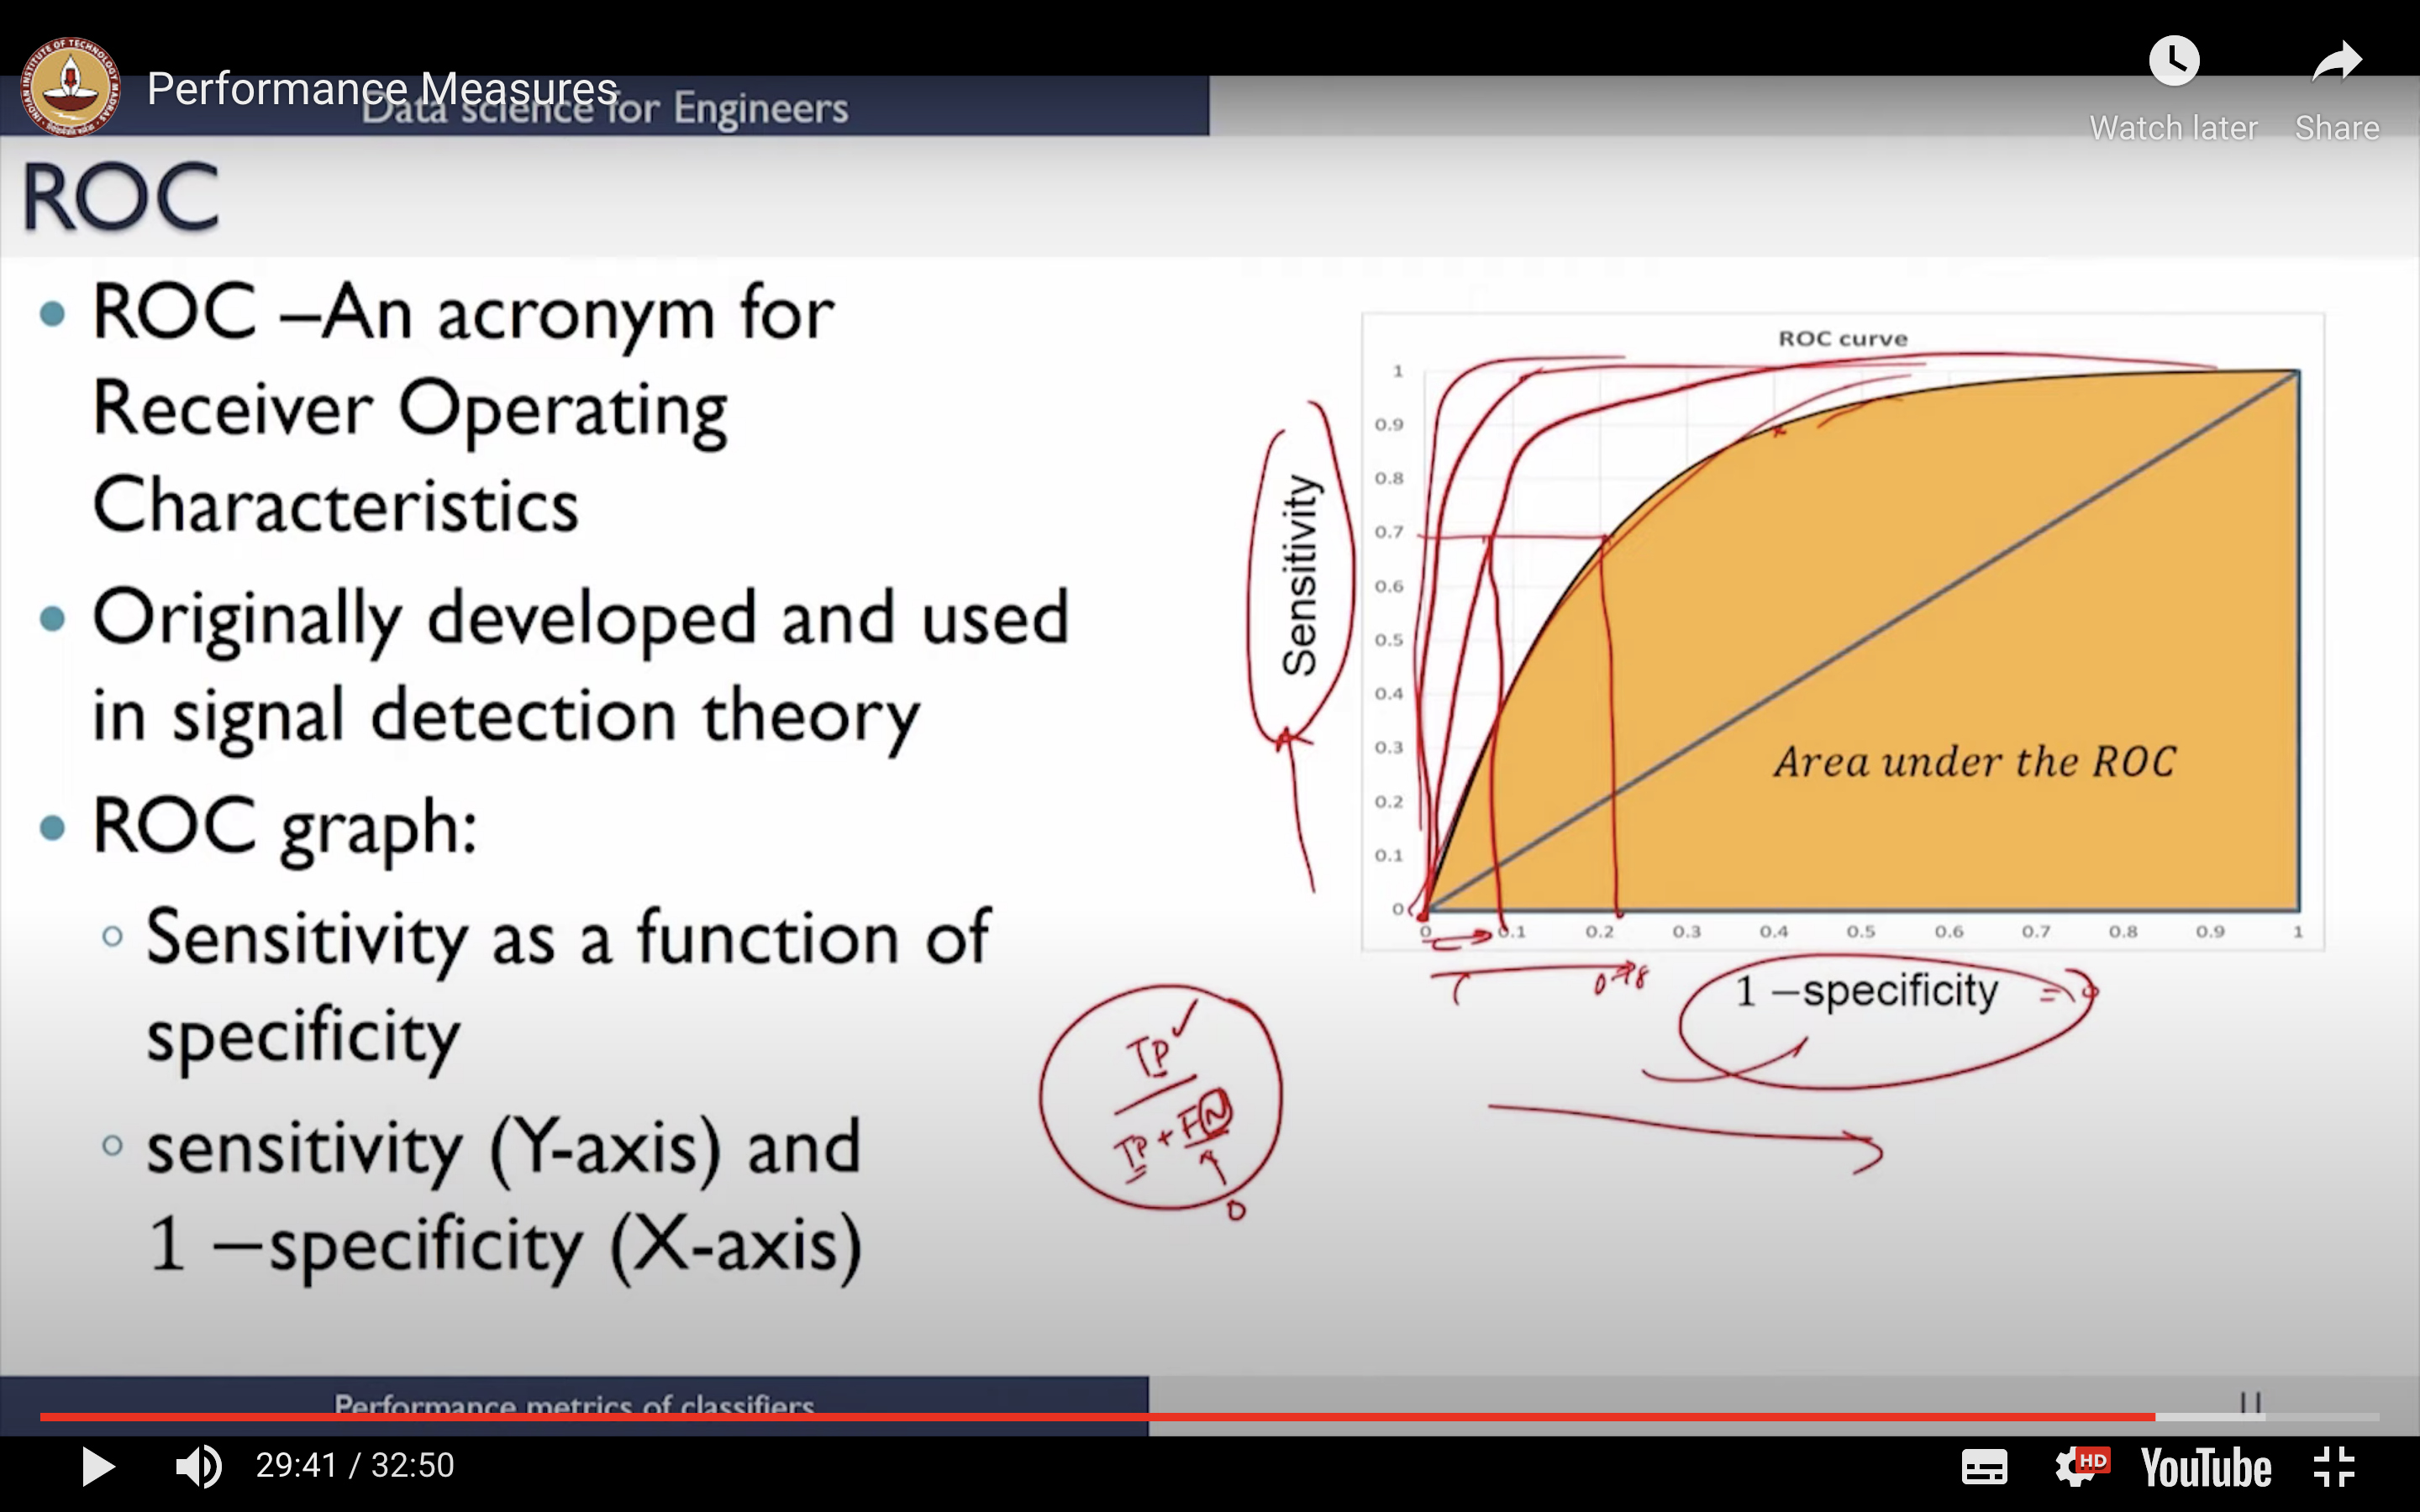 Performance Measures
Data science for Engineers
Watch later
Share
ROC
• ROC –An acronym for
Receiver Operating
Characteristics
• Originally developed and used
in signal detection theory
• ROC graph:
◦ Sensitivity as a function of
specificity
◦ sensitivity (Y-axis) and
1 –specificity (X-axis)
ROC curve
1
0.9
0.8
0.7
0.6
0.5
0.4
0.3
0.2
0.1
0
Sensitivity
Area under the ROC
0 0.1 0.2 0.3 0.4 0.5 0.6 0.7 0.8 0.9 1
1 –specificity
TP ✓
TP + FN
0
Performance metrics of classifiers
29:41 / 32:50
HD
YouTube